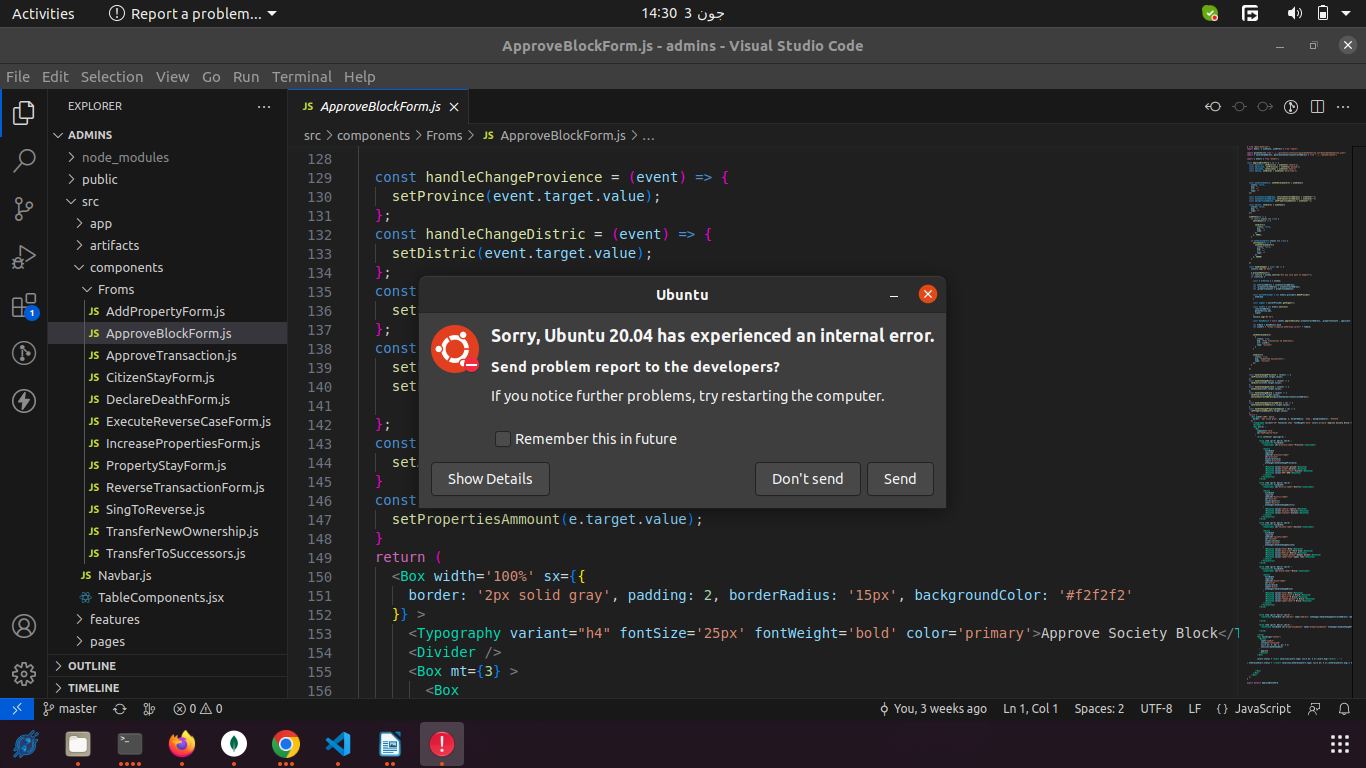 Activities
Report a problem...
14:30 3 جون
ApproveBlockForm.js - admins - Visual Studio Code
File Edit Selection View Go Run Terminal Help
EXPLORER
ADMINS
node_modules
public
src
app
artifacts
components
Froms
JS AddPropertyForm.js
JS ApproveBlockForm.js
JS ApproveTransaction.js
JS CitizenStayForm.js
JS DeclareDeathForm.js
JS ExecuteReverseCaseForm.js
JS IncreasePropertiesForm.js
JS PropertyStayForm.js
JS ReverseTransactionForm.js
JS SingToReverse.js
JS TransferNewOwnership.js
JS TransferToSuccessors.js
JS Navbar.js
TableComponents.jsx
features
pages
OUTLINE
TIMELINE
1
JS ApproveBlockForm.js
src > components > Froms > JS ApproveBlockForm.js > ...
128
129 const handleChangeProvience = (event) => {
130 setProvince(event.target.value);
131 };
132 const handleChangeDistric = (event) => {
133 setDistric(event.target.value);
134 };
135 const
136 set
137 };
138 const
139 set
140 set
141
142 };
143 const
144 set
145 }
146 const
147 setPropertiesAmmount(e.target.value);
148 }
149 return (
150 <Box width='100%' sx={{
151 border: '2px solid gray', padding: 2, borderRadius: '15px', backgroundColor: '#f2f2f2'
152 }} >
153 <Typography variant="h4" fontSize='25px' fontWeight='bold' color='primary'>Approve Society Block</T
154 <Divider />
155 <Box mt={3} >
156 <Box
Ubuntu
Sorry, Ubuntu 20.04 has experienced an internal error.
Send problem report to the developers?
If you notice further problems, try restarting the computer.
Remember this in future
Show Details
Don't send
Send
master
0 0
You, 3 weeks ago
Ln 1, Col 1
Spaces: 2
UTF-8
LF
{ } JavaScript